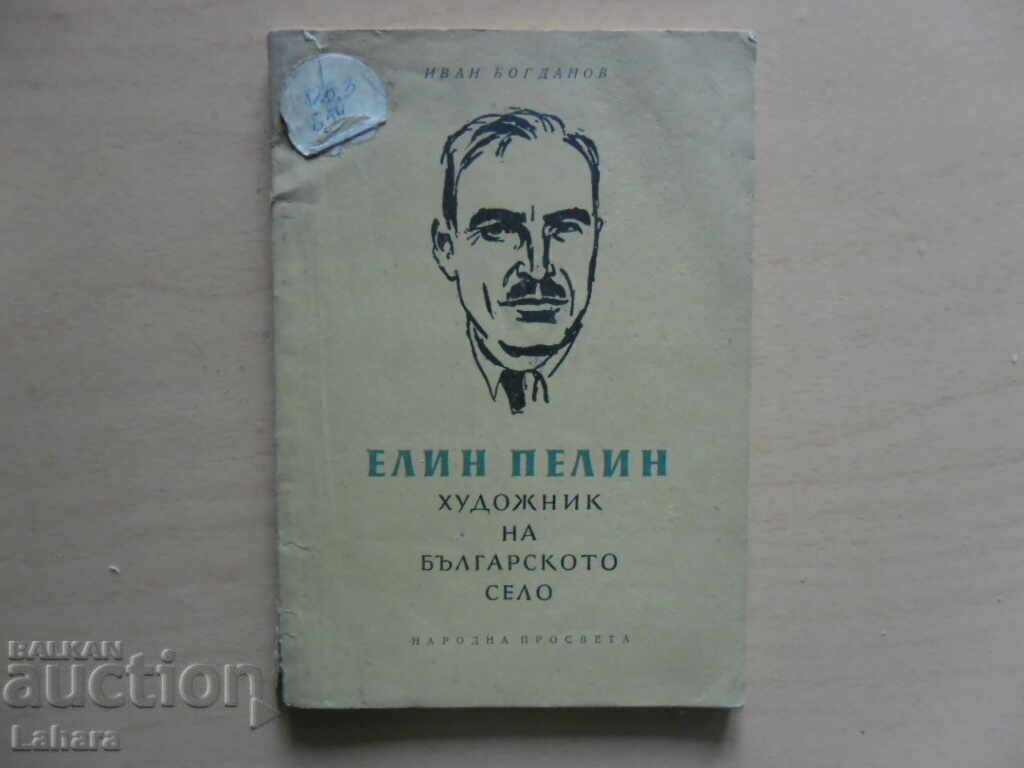 ИВАН БОГДАНОВ
ЕЛИН ПЕЛИН
ХУДОЖНИК
НА
БЪЛГАРСКОТО
СЕЛО
НАРОДНА ПРОСВЕТА
BALKAN
auction
Lahara